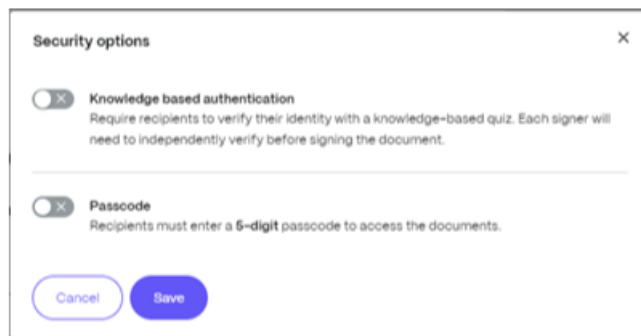 Security options
Knowledge based authentication
Require recipients to verify their identity with a knowledge-based quiz. Each signer will
need to independently verify before signing the document.
Passcode
Recipients must enter a 5-digit passcode to access the documents.
Cancel Save